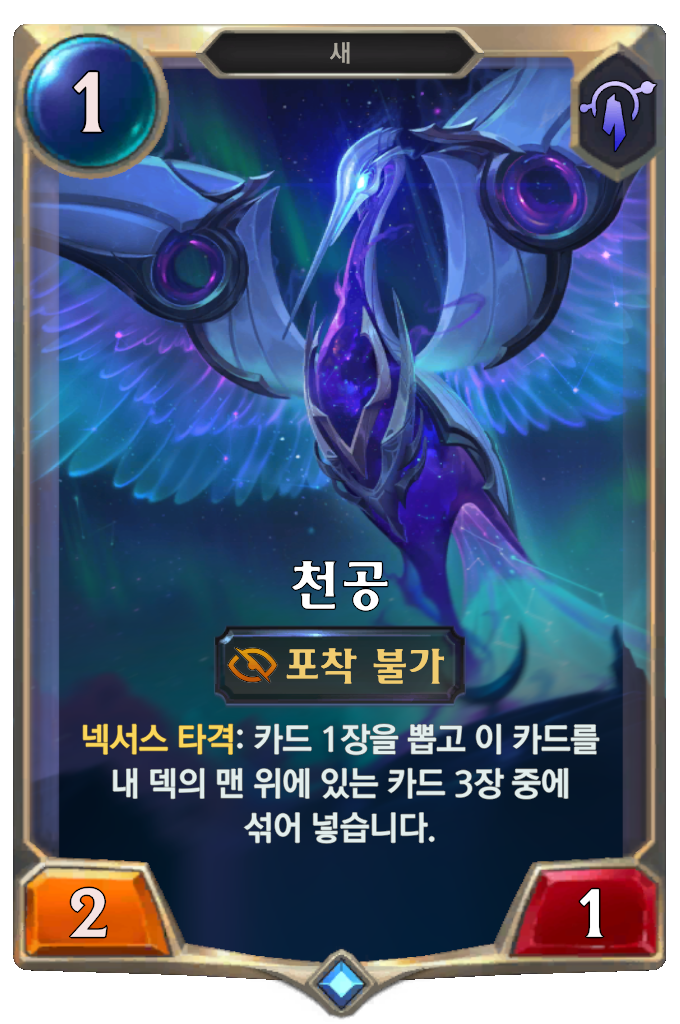 새
1
천공
포착 불가
넥서스 타격: 카드 1장을 뽑고 이 카드를
내 덱의 맨 위에 있는 카드 3장 중에
섞어 넣습니다.
2
1